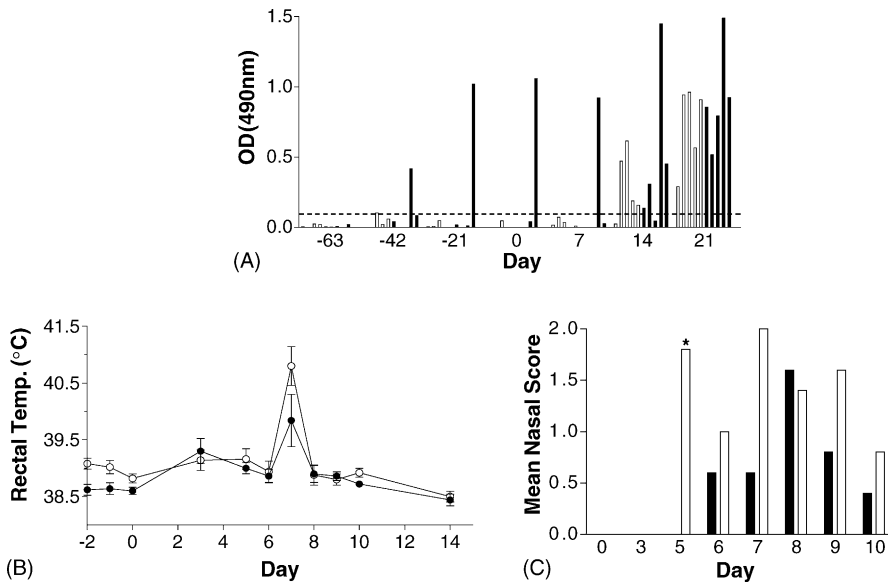 1.5
1.0
0.5
0.0
OD(490nm)
-63 -42 -21 0 7 14 21
Day
(A)
41.5
40.5
39.5
38.5
Rectal Temp. (°C)
-2 0 2 4 6 8 10 12 14
Day
(B)
2.0
1.5
1.0
0.5
0.0
Mean Nasal Score
*
0 3 5 6 7 8 9 10
Day
(C)